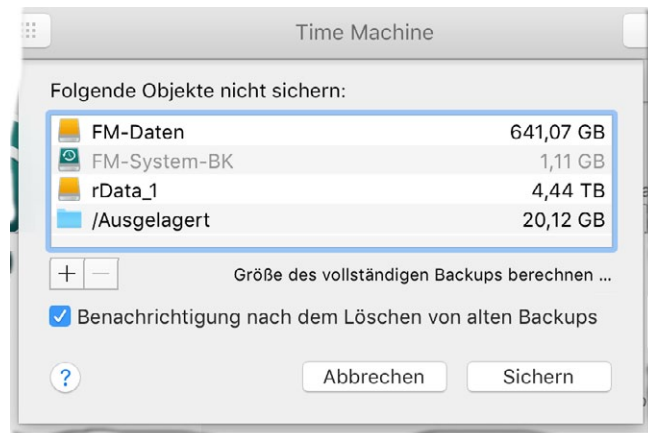 Time Machine
Folgende Objekte nicht sichern:
FM-Daten 641,07 GB
FM-System-BK 1,11 GB
rData_1 4,44 TB
/Ausgelagert 20,12 GB
+ − Größe des vollständigen Backups berechnen ...
Benachrichtigung nach dem Löschen von alten Backups
? Abbrechen Sichern